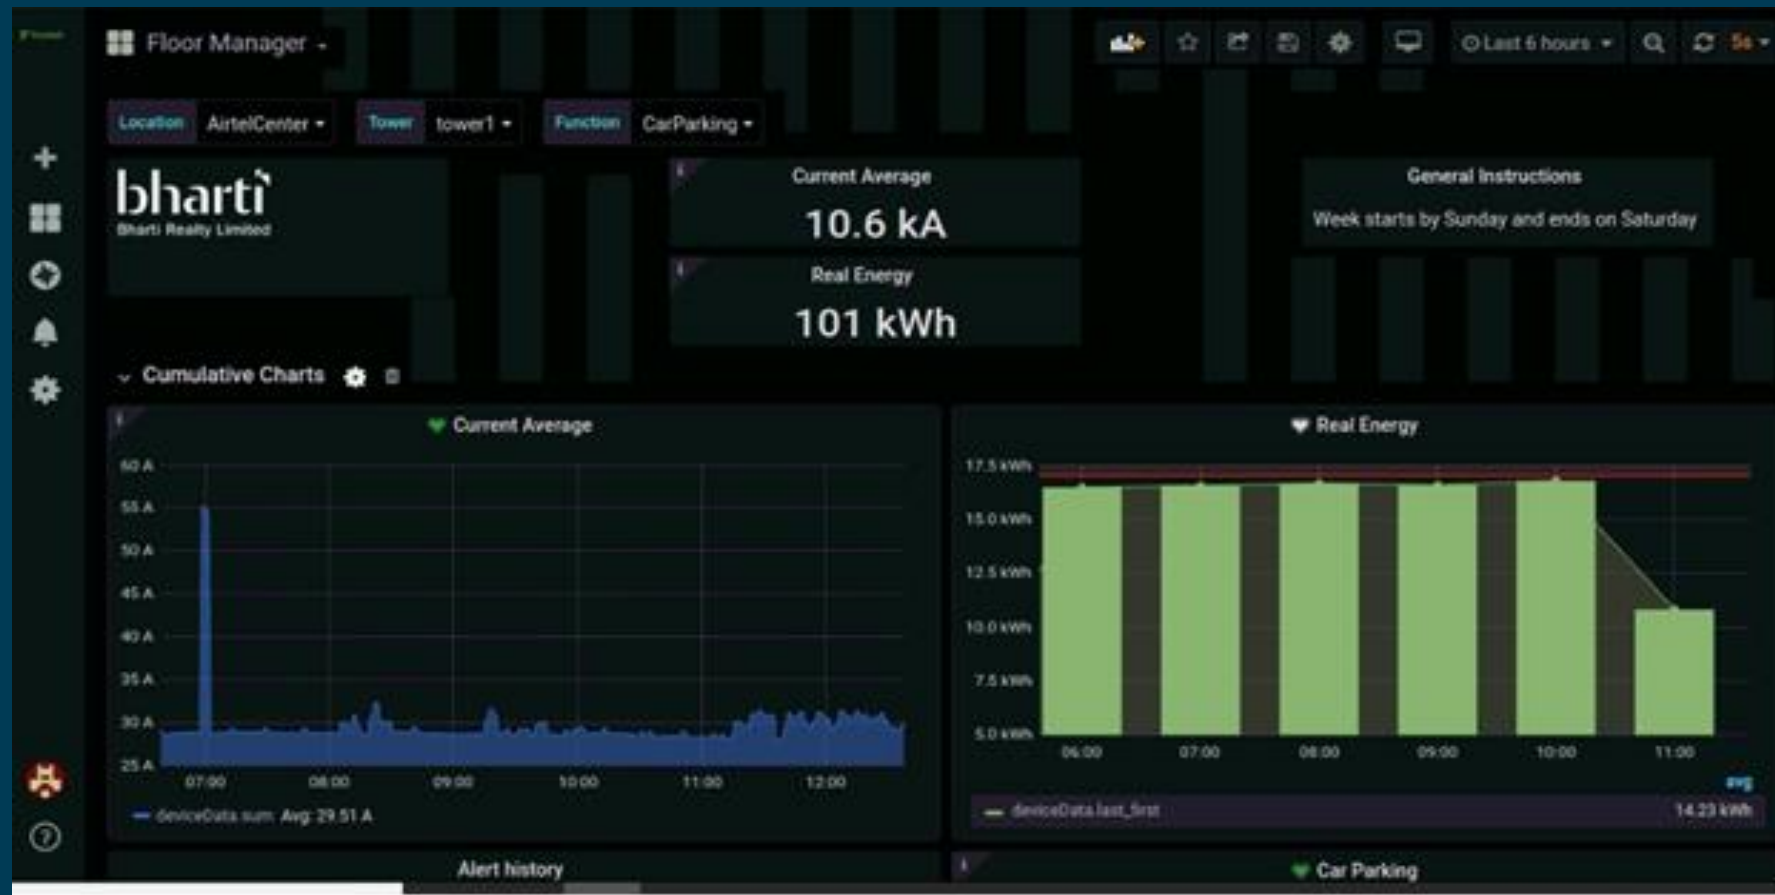 Floor Manager
Last 6 hours
5s
Location AirtelCenter
Tower tower1
Function CarParking
bharti
Bharti Realty Limited
Current Average
10.6 kA
Real Energy
101 kWh
General Instructions
Week starts by Sunday and ends on Saturday
Cumulative Charts
Current Average
60 A
55 A
50 A
45 A
40 A
35 A
30 A
25 A
07:00 08:00 09:00 10:00 11:00 12:00
deviceData.sum Avg: 29.51 A
Real Energy
17.5 kWh
15.0 kWh
12.5 kWh
10.0 kWh
7.5 kWh
5.0 kWh
06:00 07:00 08:00 09:00 10:00 11:00
avg
deviceData.last_first 14.23 kWh
Alert history
Car Parking